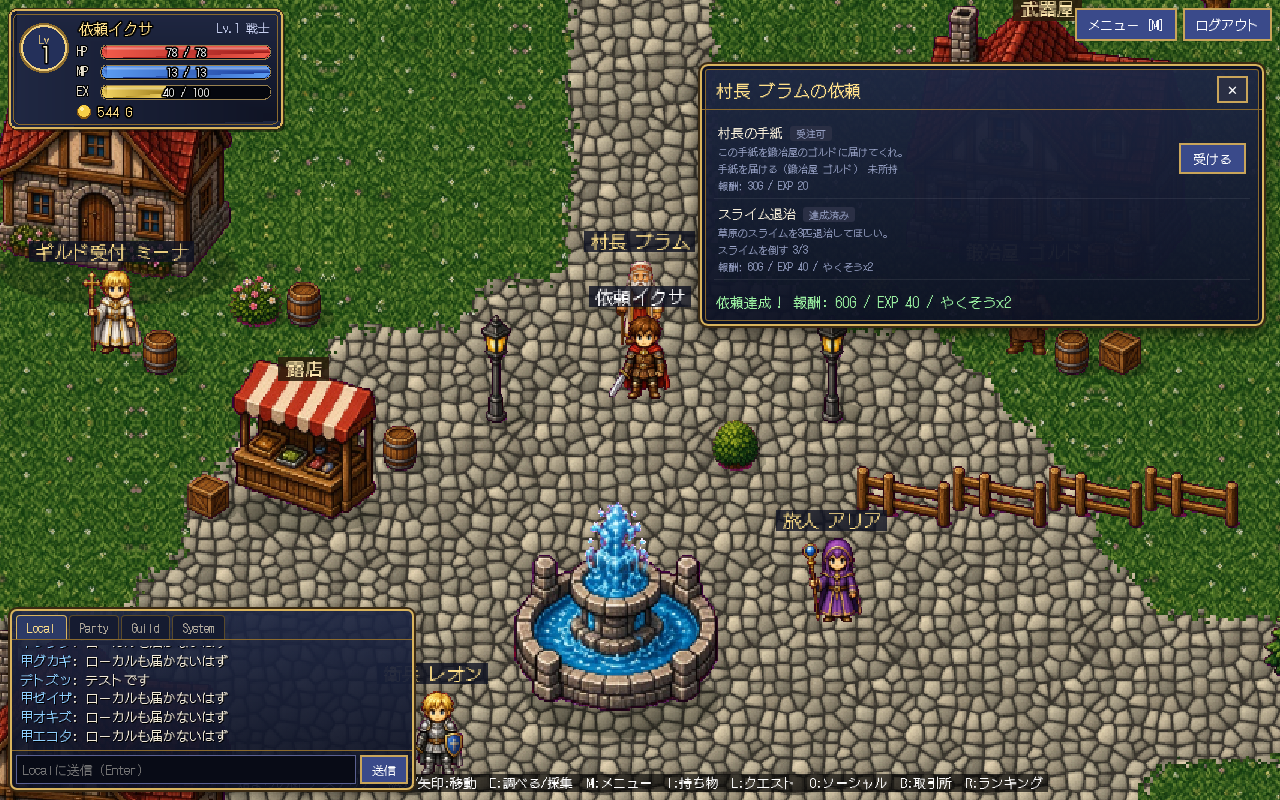 Lv
1
依頼イクサ
Lv.1 戦士
HP 78 / 78
MP 13 / 13
EX 40 / 100
544 G
武器屋
メニュー [M]
ログアウト
村長 ブラムの依頼
×
村長の手紙 受注可
この手紙を鍛冶屋のゴルドに届けてくれ。
手紙を届ける（鍛冶屋 ゴルド） 未所持
報酬: 30G / EXP 20
受ける
スライム退治 達成済み
草原のスライムを3匹退治してほしい。
スライムを倒す 3/3
報酬: 60G / EXP 40 / やくそうx2
依頼達成！ 報酬: 60G / EXP 40 / やくそうx2
鍛冶屋 ゴルド
ギルド受付 ミーナ
村長 ブラム
依頼イクサ
露店
旅人 アリア
レオン
Local
Party
Guild
System
甲グカギ: ローカルも届かないはず
デトズッ: テストです
甲ゼイザ: ローカルも届かないはず
甲オキズ: ローカルも届かないはず
甲エコタ: ローカルも届かないはず
Localに送信（Enter）
送信
矢印:移動 E:調べる/採集 M:メニュー I:持ち物 L:クエスト O:ソーシャル B:取引所 R:ランキング